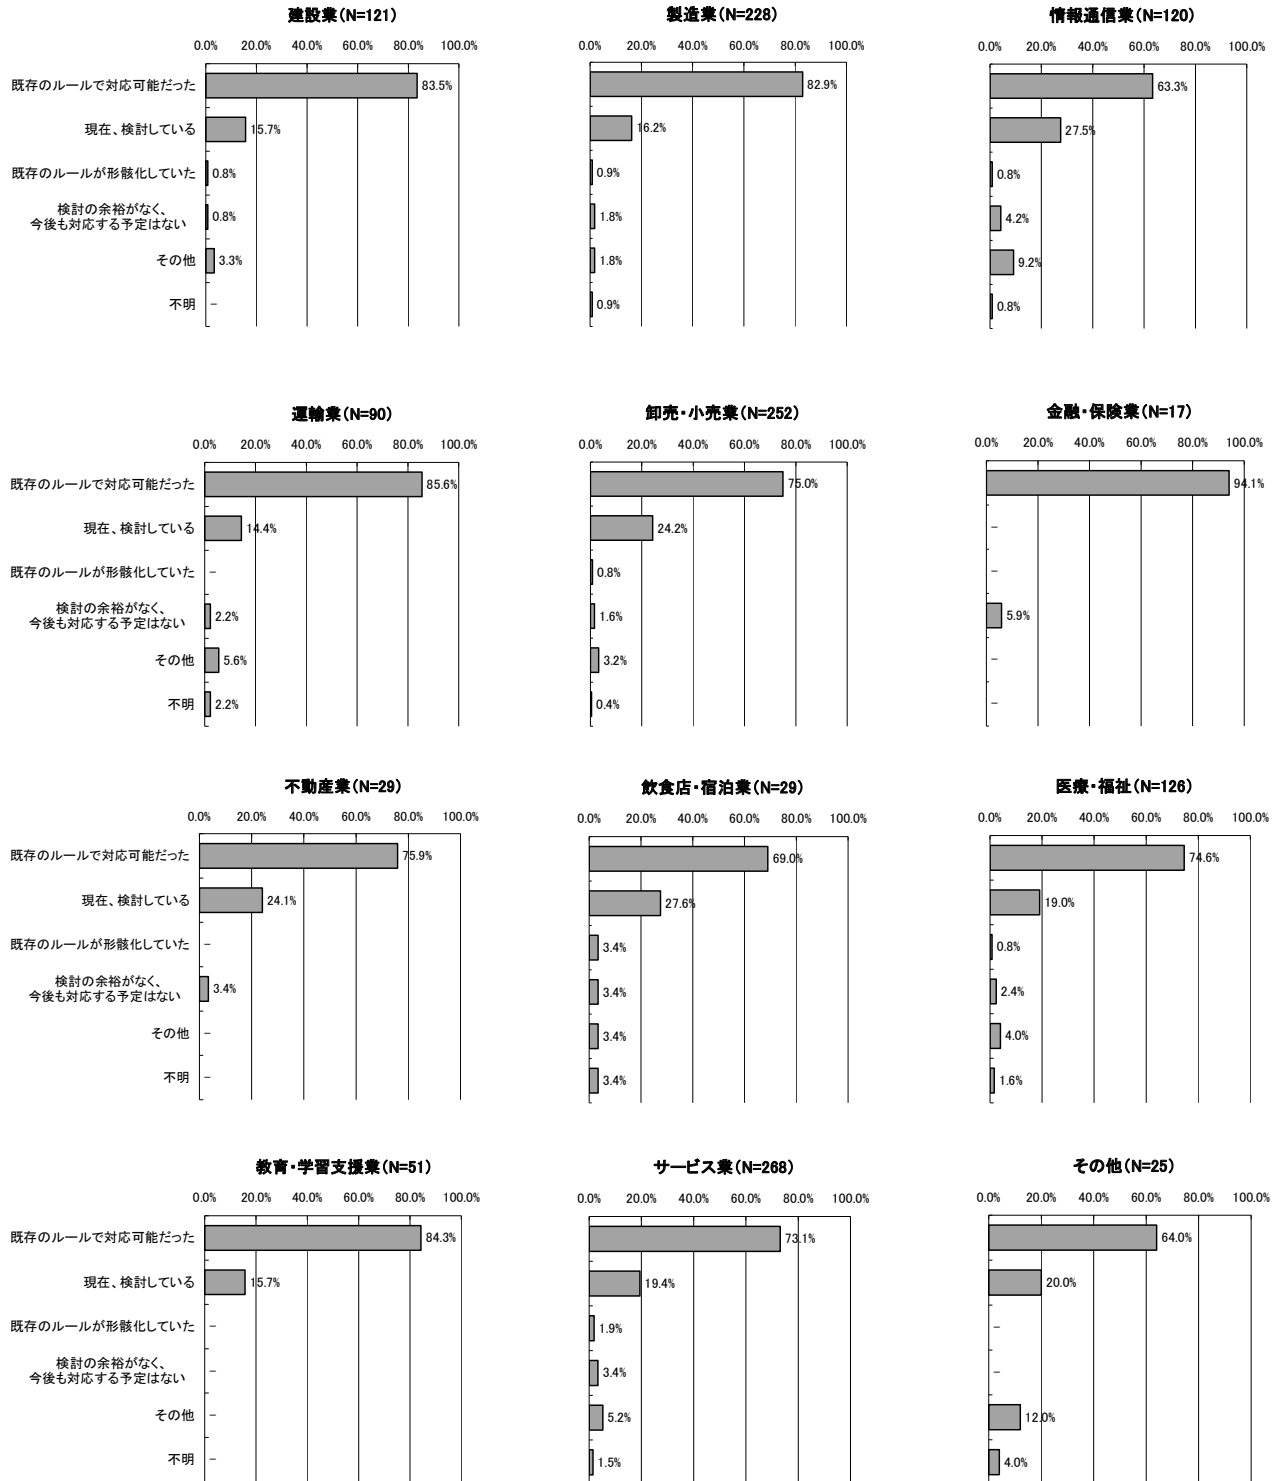 建設業(N=121)
0.0% 20.0% 40.0% 60.0% 80.0% 100.0%
既存のルールで対応可能だった 83.5%
現在、検討している 15.7%
既存のルールが形骸化していた 0.8%
検討の余裕がなく、
今後も対応する予定はない 0.8%
その他 3.3%
不明 –
製造業(N=228)
0.0% 20.0% 40.0% 60.0% 80.0% 100.0%
82.9%
16.2%
0.9%
1.8%
1.8%
0.9%
情報通信業(N=120)
0.0% 20.0% 40.0% 60.0% 80.0% 100.0%
63.3%
27.5%
0.8%
4.2%
9.2%
0.8%
運輸業(N=90)
0.0% 20.0% 40.0% 60.0% 80.0% 100.0%
既存のルールで対応可能だった 85.6%
現在、検討している 14.4%
既存のルールが形骸化していた –
検討の余裕がなく、
今後も対応する予定はない 2.2%
その他 5.6%
不明 2.2%
卸売・小売業(N=252)
0.0% 20.0% 40.0% 60.0% 80.0% 100.0%
75.0%
24.2%
0.8%
1.6%
3.2%
0.4%
金融・保険業(N=17)
0.0% 20.0% 40.0% 60.0% 80.0% 100.0%
94.1%
–
–
5.9%
–
–
不動産業(N=29)
0.0% 20.0% 40.0% 60.0% 80.0% 100.0%
既存のルールで対応可能だった 75.9%
現在、検討している 24.1%
既存のルールが形骸化していた –
検討の余裕がなく、
今後も対応する予定はない 3.4%
その他 –
不明 –
飲食店・宿泊業(N=29)
0.0% 20.0% 40.0% 60.0% 80.0% 100.0%
69.0%
27.6%
3.4%
3.4%
3.4%
3.4%
医療・福祉(N=126)
0.0% 20.0% 40.0% 60.0% 80.0% 100.0%
74.6%
19.0%
0.8%
2.4%
4.0%
1.6%
教育・学習支援業(N=51)
0.0% 20.0% 40.0% 60.0% 80.0% 100.0%
既存のルールで対応可能だった 84.3%
現在、検討している 15.7%
既存のルールが形骸化していた –
検討の余裕がなく、
今後も対応する予定はない –
その他 –
不明 –
サービス業(N=268)
0.0% 20.0% 40.0% 60.0% 80.0% 100.0%
73.1%
19.4%
1.9%
3.4%
5.2%
1.5%
その他(N=25)
0.0% 20.0% 40.0% 60.0% 80.0% 100.0%
64.0%
20.0%
–
–
12.0%
4.0%